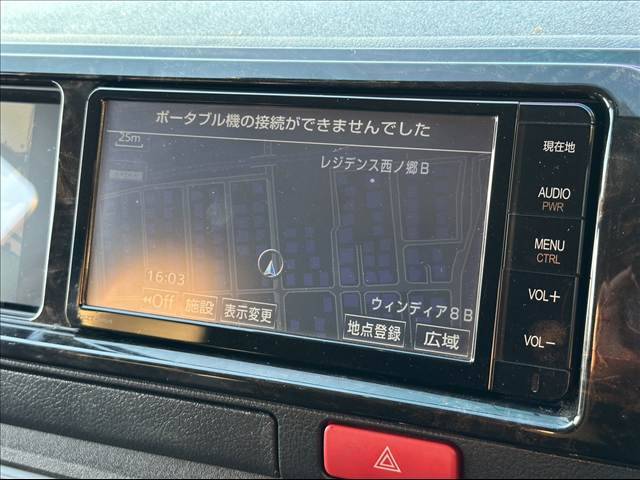 ポータブル機の接続ができませんでした
25m
レジデンス西ノ郷B
16:03
◀◀Off
施設
表示変更
ウィンディア8B
地点登録
広域
現在地
AUDIO
PWR
MENU
CTRL
VOL+
VOL−